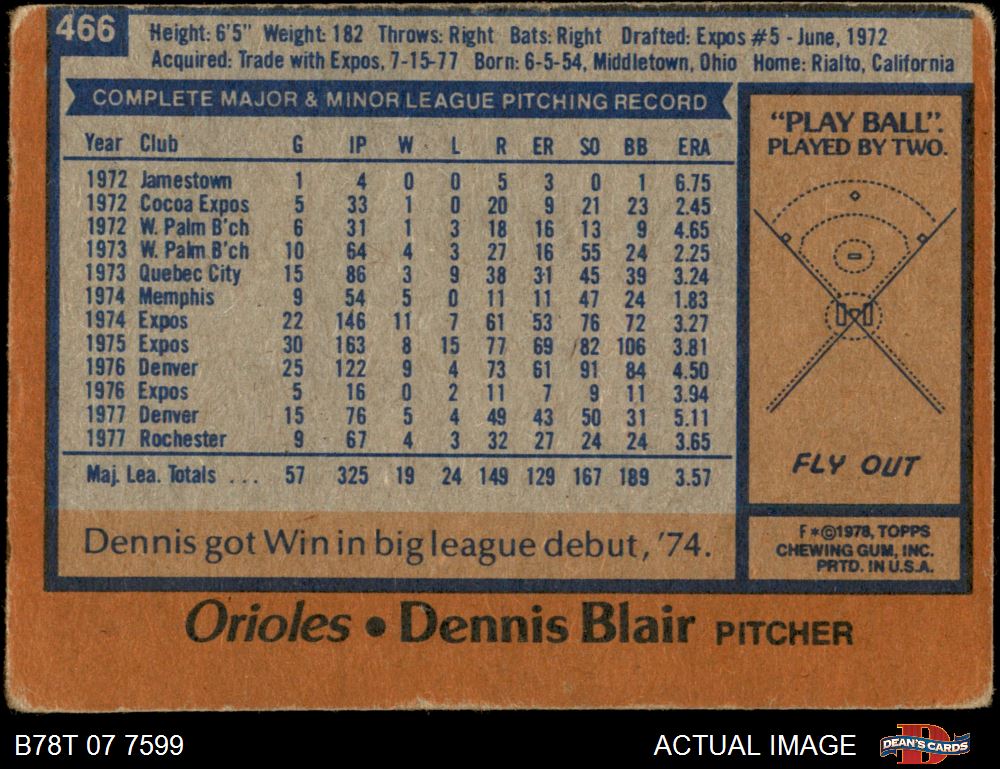 466
Height: 6'5" Weight: 182 Throws: Right Bats: Right Drafted: Expos #5 - June, 1972
Acquired: Trade with Expos, 7-15-77 Born: 6-5-54, Middletown, Ohio Home: Rialto, California
COMPLETE MAJOR & MINOR LEAGUE PITCHING RECORD
Year Club G IP W L R ER SO BB ERA
1972 Jamestown 1 4 0 0 5 3 0 1 6.75
1972 Cocoa Expos 5 33 1 0 20 9 21 23 2.45
1972 W. Palm B'ch 6 31 1 3 18 16 13 9 4.65
1973 W. Palm B'ch 10 64 4 3 27 16 55 24 2.25
1973 Quebec City 15 86 3 9 38 31 45 39 3.24
1974 Memphis 9 54 5 0 11 11 47 24 1.83
1974 Expos 22 146 11 7 61 53 76 72 3.27
1975 Expos 30 163 8 15 77 69 82 106 3.81
1976 Denver 25 122 9 4 73 61 91 84 4.50
1976 Expos 5 16 0 2 11 7 9 11 3.94
1977 Denver 15 76 5 4 49 43 50 31 5.11
1977 Rochester 9 67 4 3 32 27 24 24 3.65
Maj. Lea. Totals ... 57 325 19 24 149 129 167 189 3.57
Dennis got Win in big league debut, '74.
"PLAY BALL".
PLAYED BY TWO.
FLY OUT
F*©1978, TOPPS
CHEWING GUM, INC.
PRTD. IN U.S.A.
Orioles • Dennis Blair PITCHER
B78T 07 7599
ACTUAL IMAGE
D
DEAN'S CARDS